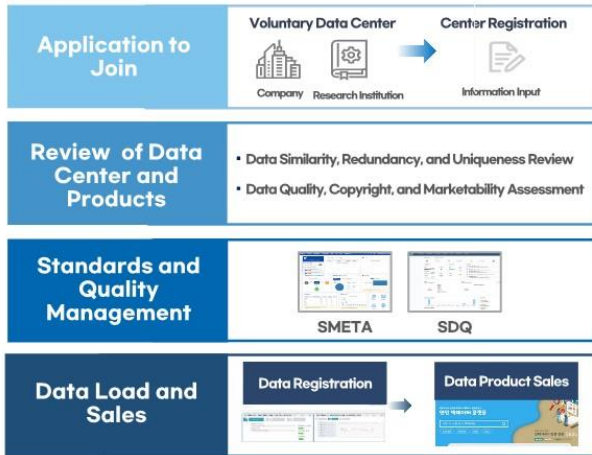 Application to
Join
Voluntary Data Center
Center Registration
Company
Research Institution
Information Input
Review of Data
Center and
Products
▪ Data Similarity, Redundancy, and Uniqueness Review
▪ Data Quality, Copyright, and Marketability Assessment
Standards and
Quality
Management
SMETA
SDQ
Data Load and
Sales
Data Registration
Data Product Sales